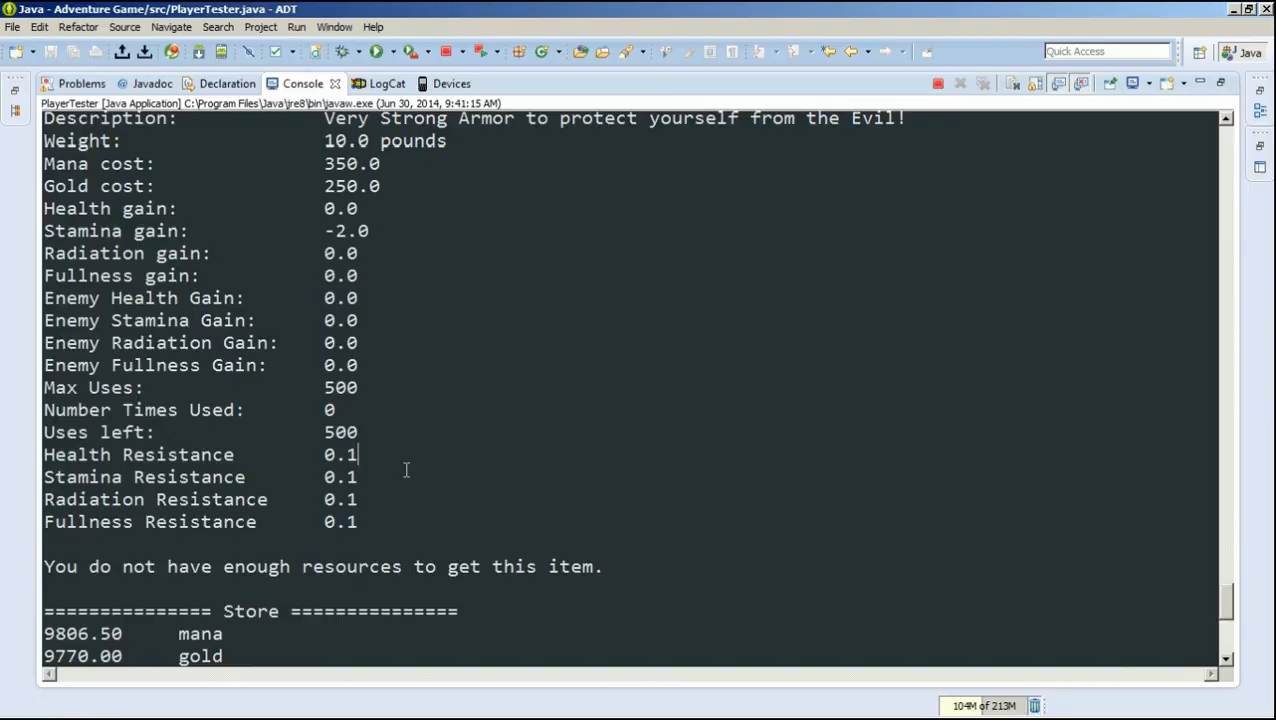 Java - Adventure Game/src/PlayerTester.java - ADT
File Edit Refactor Source Navigate Search Project Run Window Help
Quick Access
Java
Problems @ Javadoc Declaration Console LogCat Devices
PlayerTester [Java Application] C:\Program Files\Java\jre8\bin\javaw.exe (Jun 30, 2014, 9:41:15 AM)
Description: Very Strong Armor to protect yourself from the Evil!
Weight: 10.0 pounds
Mana cost: 350.0
Gold cost: 250.0
Health gain: 0.0
Stamina gain: -2.0
Radiation gain: 0.0
Fullness gain: 0.0
Enemy Health Gain: 0.0
Enemy Stamina Gain: 0.0
Enemy Radiation Gain: 0.0
Enemy Fullness Gain: 0.0
Max Uses: 500
Number Times Used: 0
Uses left: 500
Health Resistance 0.1
Stamina Resistance 0.1
Radiation Resistance 0.1
Fullness Resistance 0.1
You do not have enough resources to get this item.
=============== Store ===============
9806.50 mana
9770.00 gold
104M of 213M